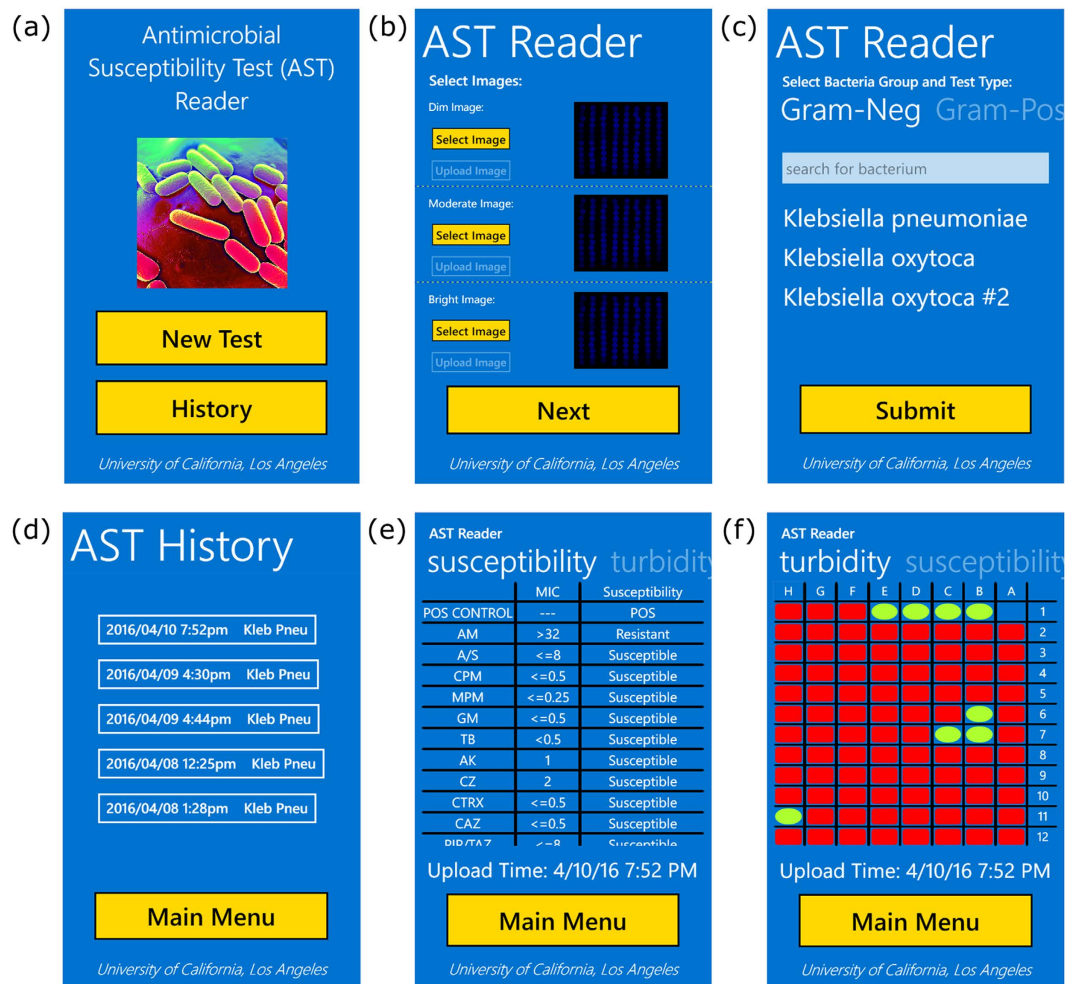 (a)
Antimicrobial
Susceptibility Test (AST)
Reader
New Test
History
University of California, Los Angeles
(b)
AST Reader
Select Images:
Dim Image:
Select Image
Upload Image
Moderate Image:
Select Image
Upload Image
Bright Image:
Select Image
Upload Image
Next
University of California, Los Angeles
(c)
AST Reader
Select Bacteria Group and Test Type:
Gram-Neg Gram-Pos
search for bacterium
Klebsiella pneumoniae
Klebsiella oxytoca
Klebsiella oxytoca #2
Submit
University of California, Los Angeles
(d)
AST History
2016/04/10 7:52pm Kleb Pneu
2016/04/09 4:30pm Kleb Pneu
2016/04/09 4:44pm Kleb Pneu
2016/04/08 12:25pm Kleb Pneu
2016/04/08 1:28pm Kleb Pneu
Main Menu
University of California, Los Angeles
(e)
AST Reader
susceptibility turbidity
MIC Susceptibility
POS CONTROL --- POS
AM >32 Resistant
A/S <=8 Susceptible
CPM <=0.5 Susceptible
MPM <=0.25 Susceptible
GM <=0.5 Susceptible
TB <0.5 Susceptible
AK 1 Susceptible
CZ 2 Susceptible
CTRX <=0.5 Susceptible
CAZ <=0.5 Susceptible
PIP/TAZ <=8 Susceptible
Upload Time: 4/10/16 7:52 PM
Main Menu
University of California, Los Angeles
(f)
AST Reader
turbidity susceptibility
H G F E D C B A
1
2
3
4
5
6
7
8
9
10
11
12
Upload Time: 4/10/16 7:52 PM
Main Menu
University of California, Los Angeles